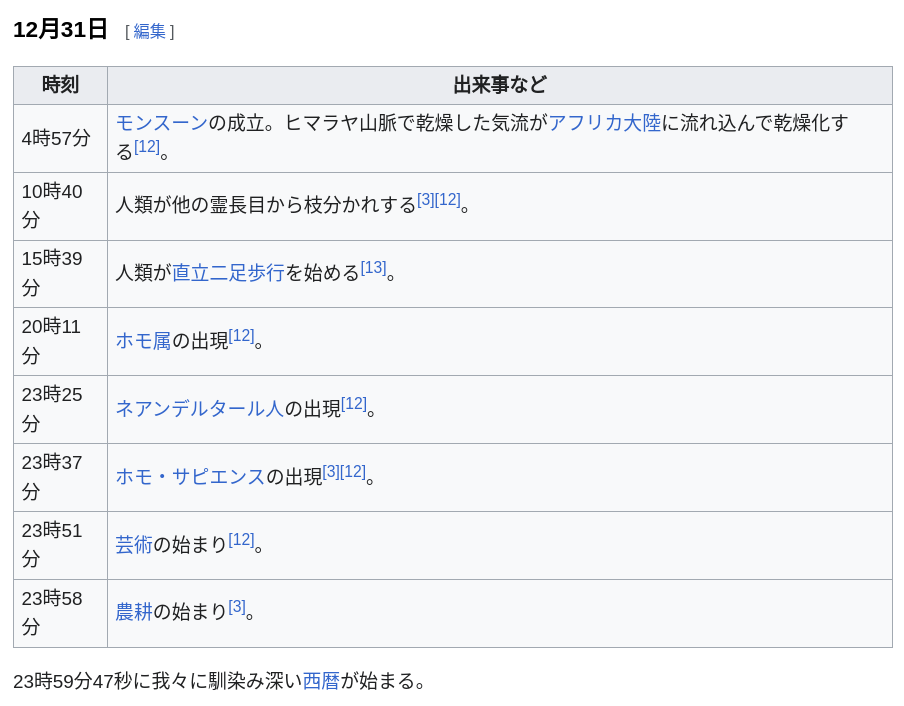 12月31日 [ 編集 ]
時刻 出来事など
4時57分 モンスーンの成立。ヒマラヤ山脈で乾燥した気流がアフリカ大陸に流れ込んで乾燥化す
る[12]。
10時40
分
人類が他の霊長目から枝分かれする[3][12]。
15時39
分
人類が直立二足歩行を始める[13]。
20時11
分
ホモ属の出現[12]。
23時25
分
ネアンデルタール人の出現[12]。
23時37
分
ホモ・サピエンスの出現[3][12]。
23時51
分
芸術の始まり[12]。
23時58
分
農耕の始まり[3]。
23時59分47秒に我々に馴染み深い西暦が始まる。